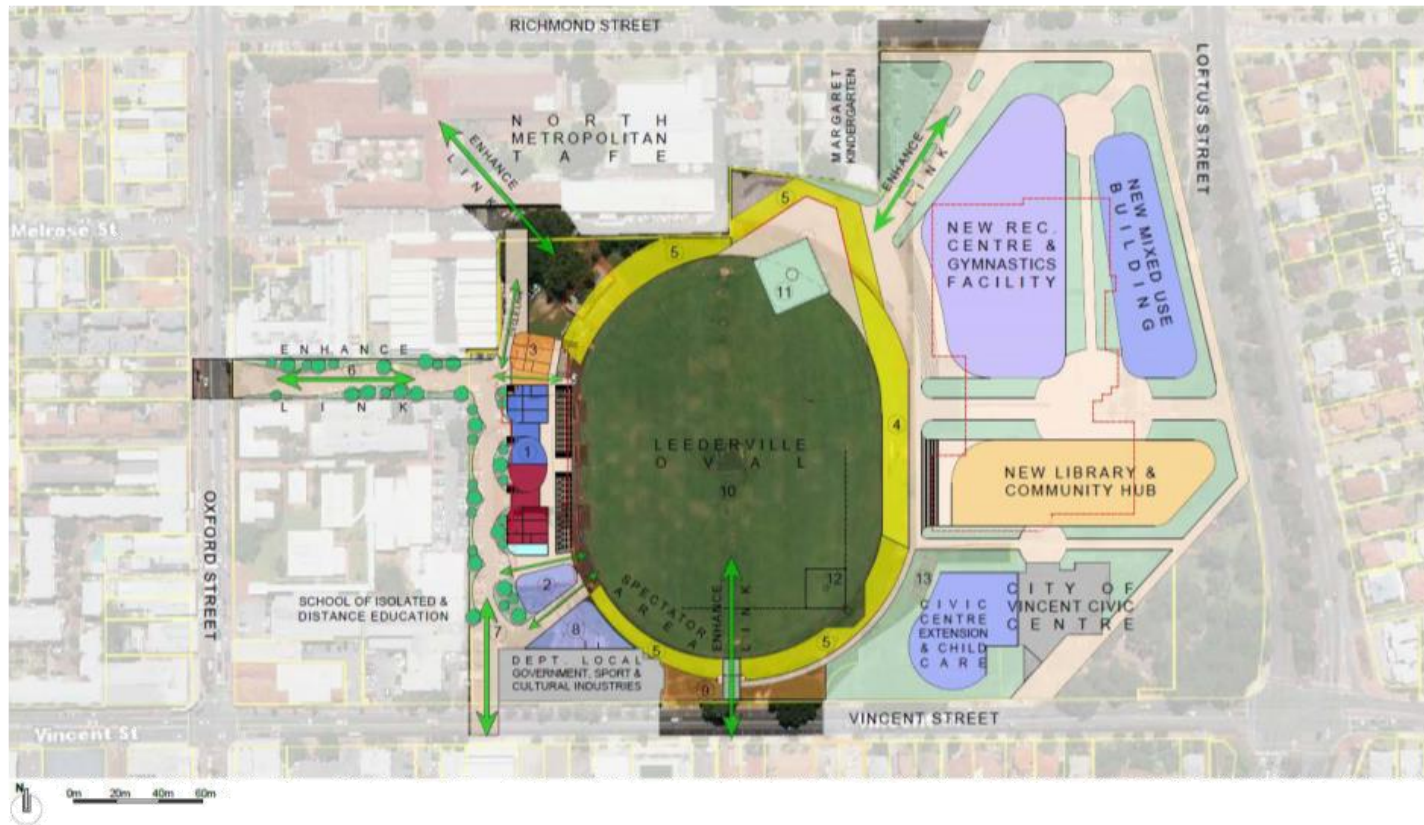 RICHMOND STREET
LOFTUS STREET
MARGARET
KINDERGARTEN
NORTH
METROPOLITAN
TAFE
ENHANCE
LINK
ENHANCE
LINK
Melrose St
Brio Lane
5
5
NEW REC.
CENTRE &
GYMNASTICS
FACILITY
NEW MIXED USE
BUILDING
11
3
ENHANCE
6
LINK
1
LEEDERVILLE
OVAL
10
4
NEW LIBRARY &
COMMUNITY HUB
OXFORD STREET
SCHOOL OF ISOLATED &
DISTANCE EDUCATION
2
7
8
SPECTATOR
AREA
ENHANCE
LINK
12
13
CIVIC
CENTRE
EXTENSION
& CHILD
CARE
CITY OF
VINCENT CIVIC
CENTRE
5
5
DEPT. LOCAL
GOVERNMENT, SPORT &
CULTURAL INDUSTRIES
9
VINCENT STREET
Vincent St
N
0m 20m 40m 60m